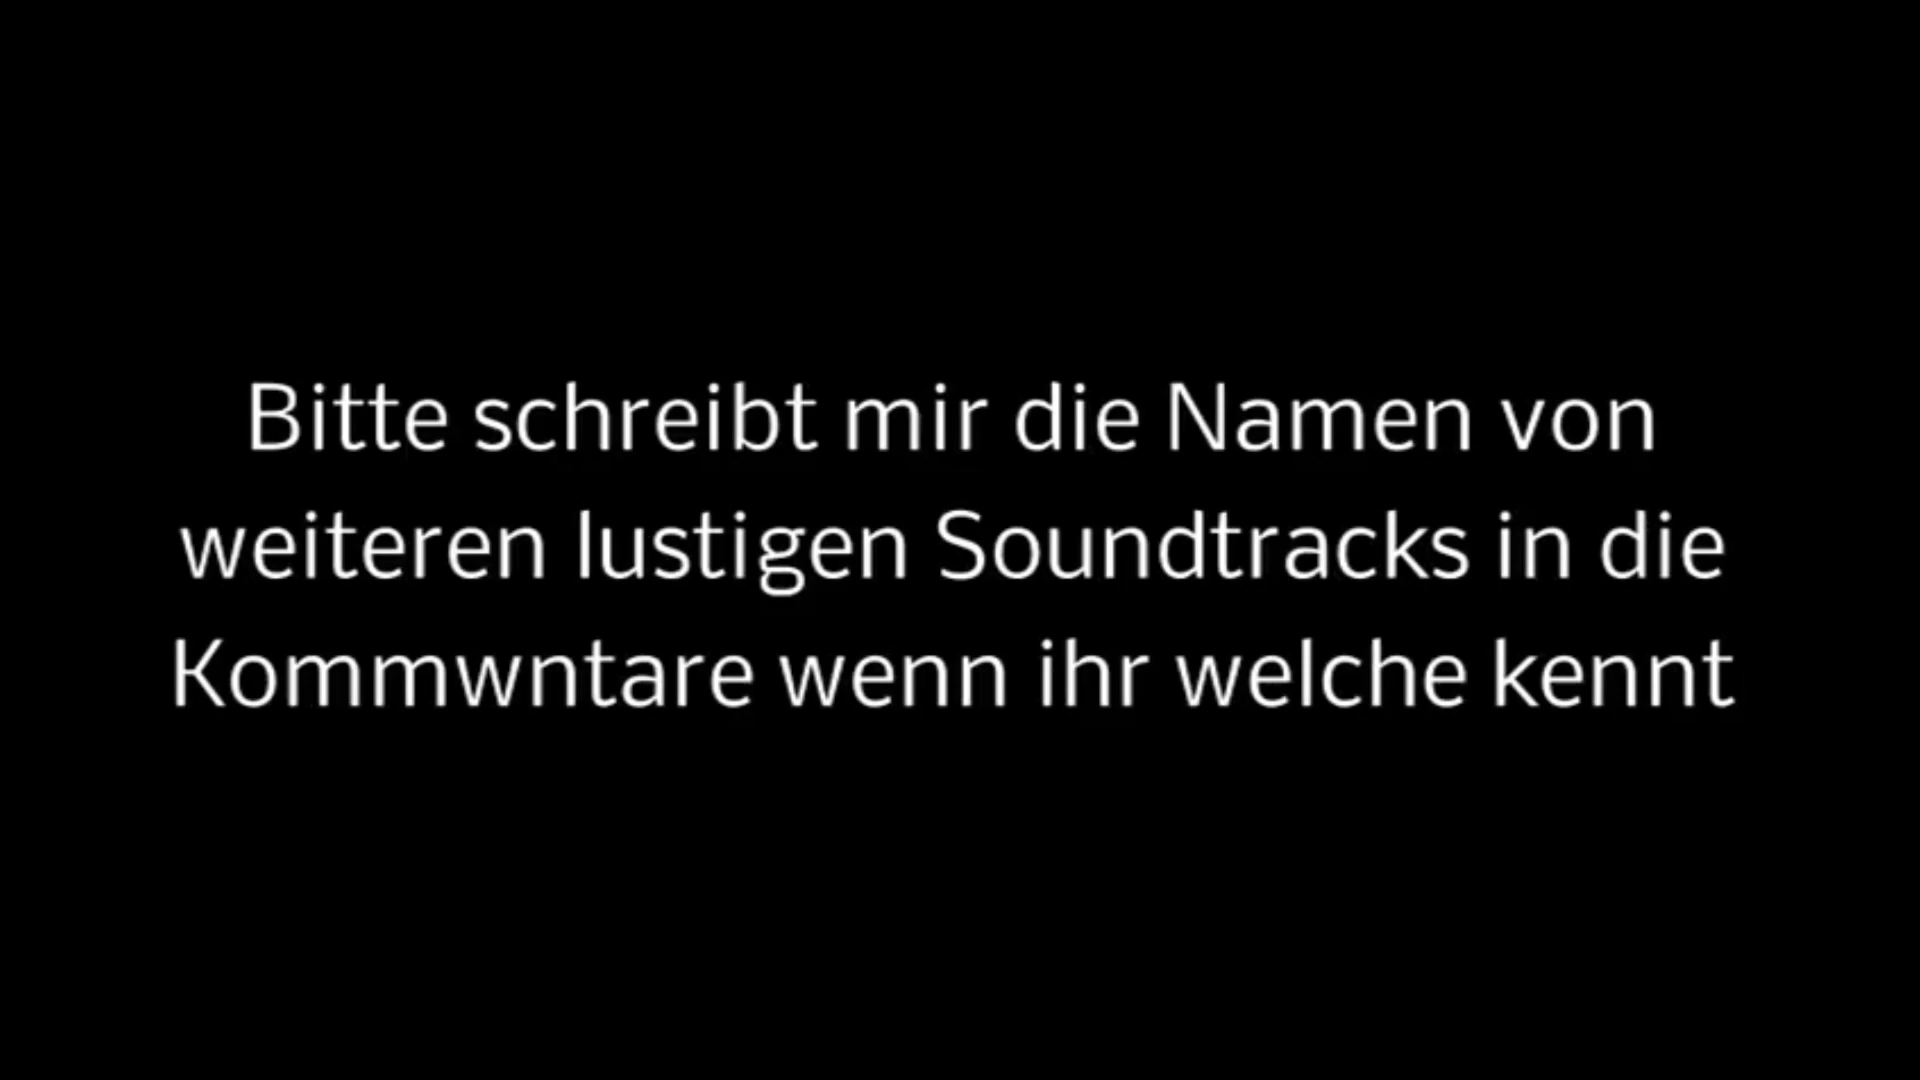 Bitte schreibt mir die Namen von
weiteren lustigen Soundtracks in die
Kommwntare wenn ihr welche kennt